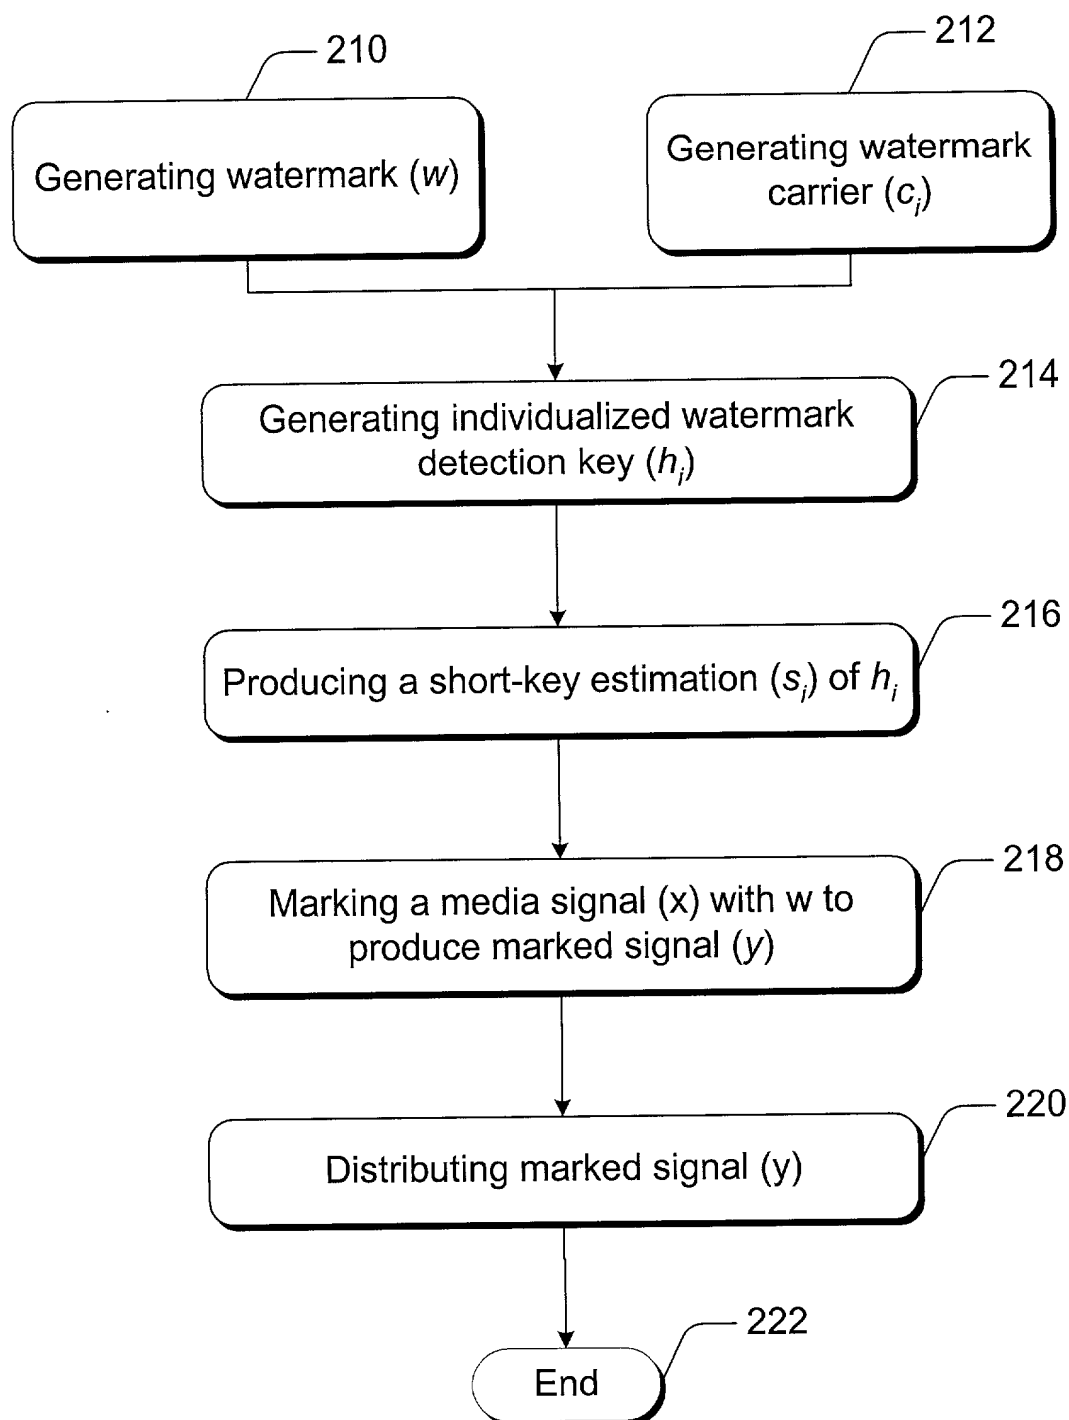 210
212
Generating watermark (w)
Generating watermark
carrier (ci)
214
Generating individualized watermark
detection key (hi)
216
Producing a short-key estimation (si) of hi
218
Marking a media signal (x) with w to
produce marked signal (y)
220
Distributing marked signal (y)
222
End